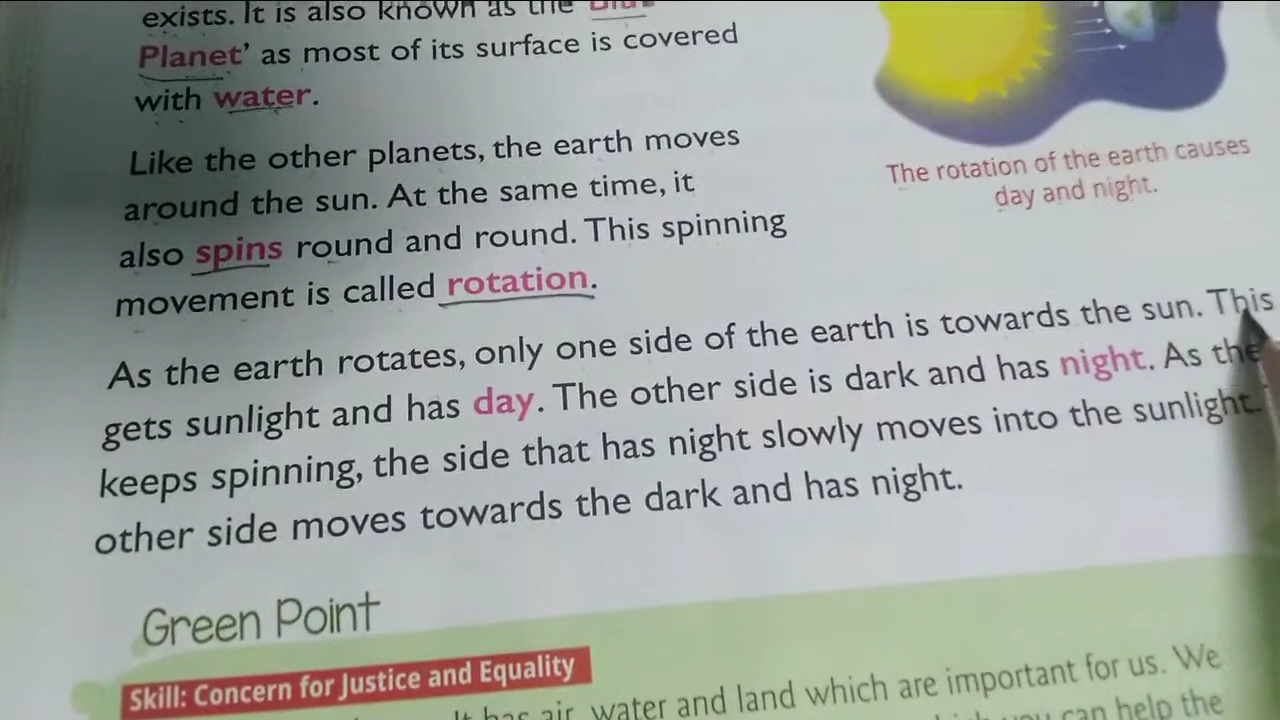 exists. It is also known as the Blue
Planet' as most of its surface is covered
with water.
Like the other planets, the earth moves
around the sun. At the same time, it
also spins round and round. This spinning
movement is called rotation.
The rotation of the earth causes
day and night.
As the earth rotates, only one side of the earth is towards the sun. This
gets sunlight and has day. The other side is dark and has night. As the
keeps spinning, the side that has night slowly moves into the sunlight.
other side moves towards the dark and has night.
Green Point
Skill: Concern for Justice and Equality
It has air, water and land which are important for us. We
you can help the